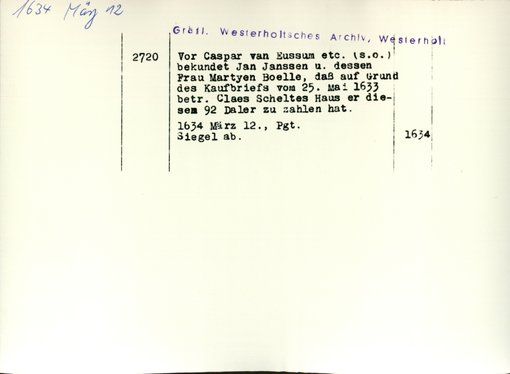 1634 März 12
Gräfl. Westerholtsches Archiv, Westerholt
2720 Vor Caspar van Eussum etc. (s.o.)
bekundet Jan Janssen u. dessen
Frau Martyen Boelle, daß auf Grund
des Kaufbriefs vom 25. Mai 1633
betr. Claes Scheltes Haus er die-
sem 92 Daler zu zahlen hat.
1634 März 12., Pgt.
Siegel ab. 1634